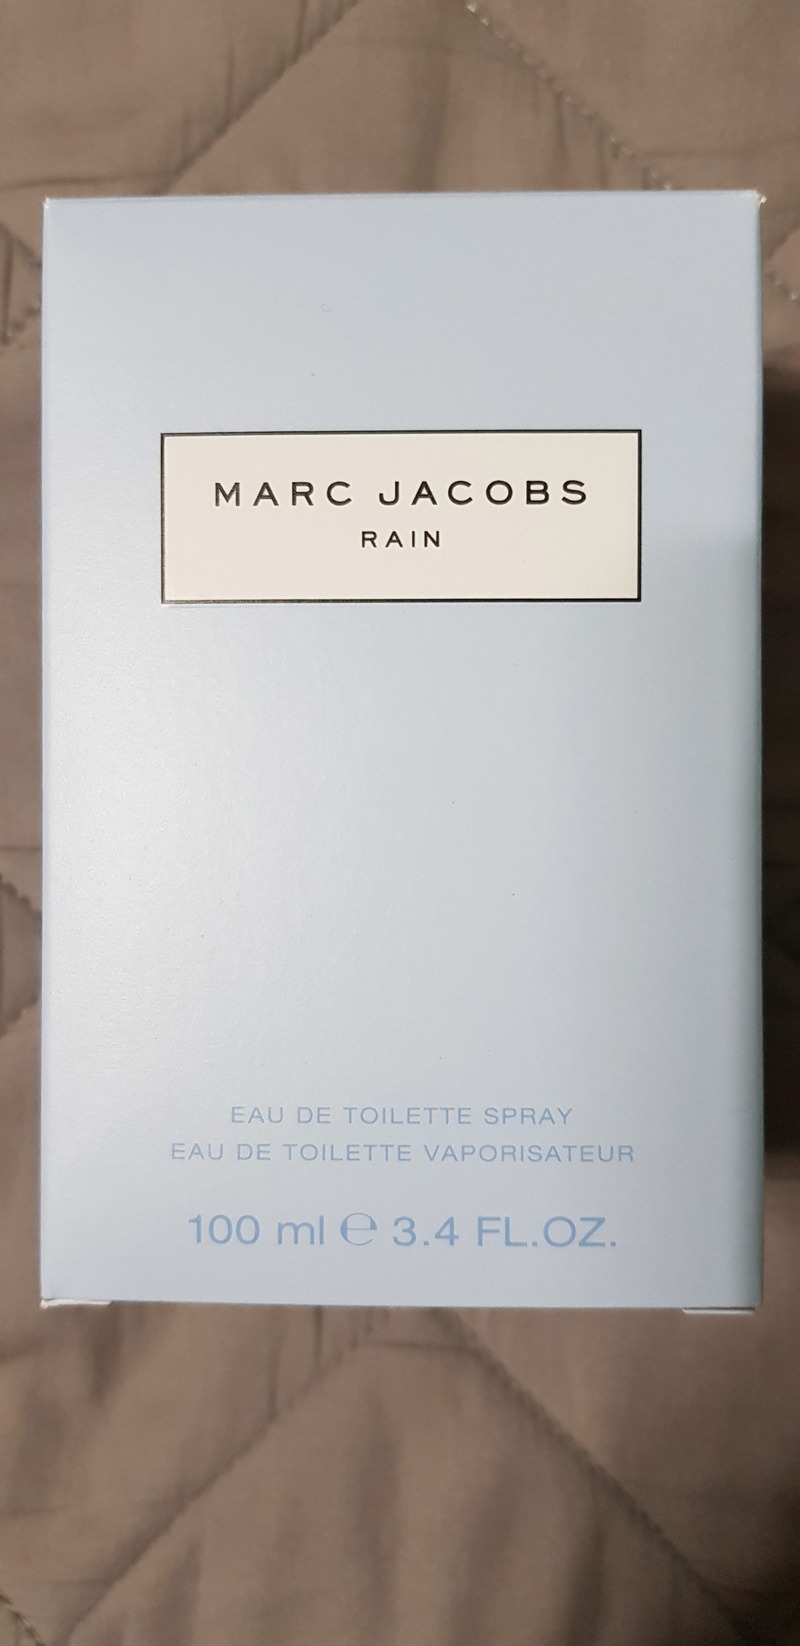 MARC JACOBS
RAIN
EAU DE TOILETTE SPRAY
EAU DE TOILETTE VAPORISATEUR
100 ml ℮ 3.4 FL.OZ.